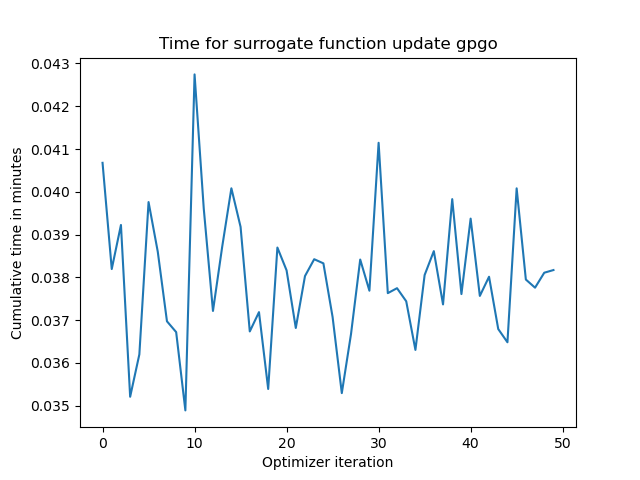 Time for surrogate function update gpgo
Cumulative time in minutes
0.043
0.042
0.041
0.040
0.039
0.038
0.037
0.036
0.035
0 10 20 30 40 50
Optimizer iteration